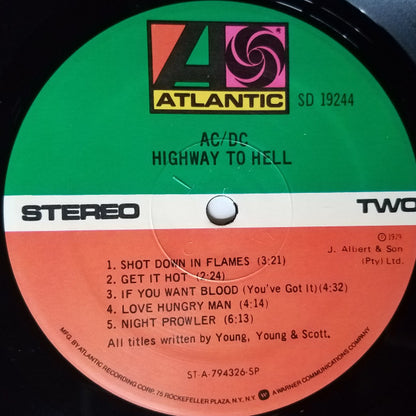 ATLANTIC
SD 19244
AC/DC
HIGHWAY TO HELL
STEREO
TWO
℗ 1979
J. Albert & Son
(Pty) Ltd.
1. SHOT DOWN IN FLAMES (3:21)
2. GET IT HOT (2:24)
3. IF YOU WANT BLOOD (You've Got It) (4:32)
4. LOVE HUNGRY MAN (4:14)
5. NIGHT PROWLER (6:13)
All titles written by Young, Young & Scott.
ST-A-794326-SP
MFG. BY ATLANTIC RECORDING CORP. 75 ROCKEFELLER PLAZA, N.Y., N.Y. W A WARNER COMMUNICATIONS COMPANY